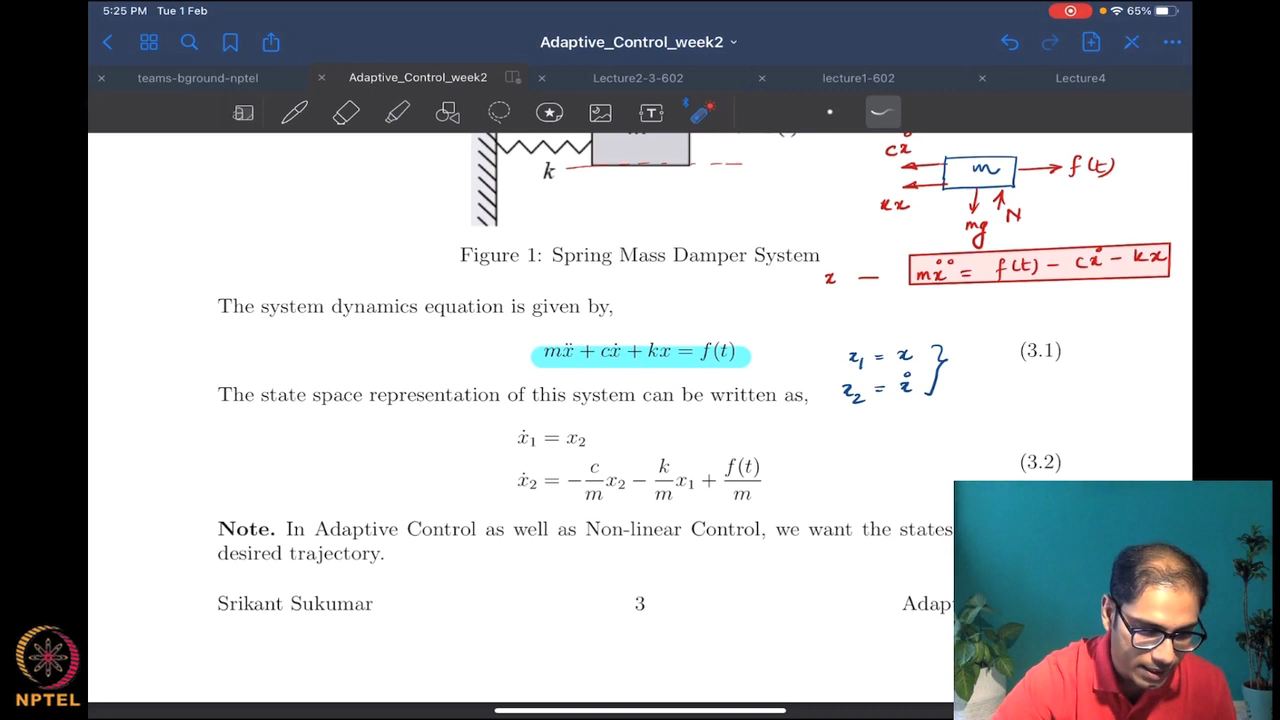 5:25 PM Tue 1 Feb
65%
Adaptive_Control_week2
teams-bground-nptel
Adaptive_Control_week2
Lecture2-3-602
lecture1-602
Lecture4
k
cẋ
kx
m
f(t)
mg
N
Figure 1: Spring Mass Damper System
x — mẍ = f(t) - cẋ - kx
The system dynamics equation is given by,
mẍ + cẋ + kx = f(t)
(3.1)
x₁ = x
x₂ = ẋ
The state space representation of this system can be written as,
ẋ₁ = x₂
ẋ₂ = −c/m x₂ − k/m x₁ + f(t)/m
(3.2)
Note. In Adaptive Control as well as Non-linear Control, we want the states
desired trajectory.
Srikant Sukumar
3
Adap
NPTEL